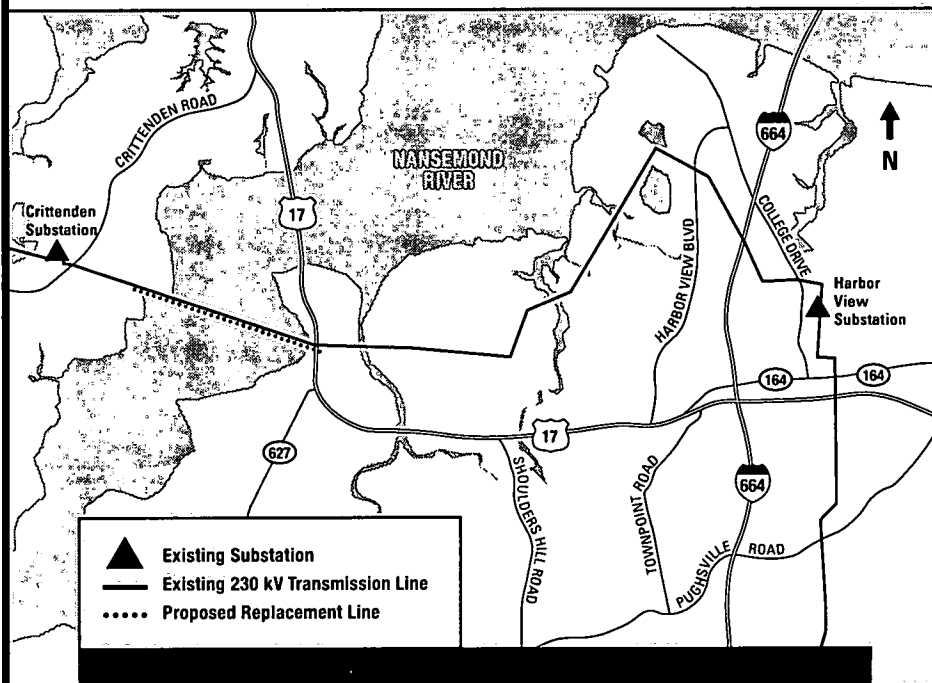 CRITTENDEN ROAD
NANSEMOND
RIVER
17
664
N
Crittenden
Substation
HARBOR VIEW BLVD
COLLEGE DRIVE
Harbor
View
Substation
164
164
17
627
SHOULDERS HILL ROAD
TOWNPOINT ROAD
664
PUGHSVILLE ROAD
Existing Substation
Existing 230 kV Transmission Line
Proposed Replacement Line